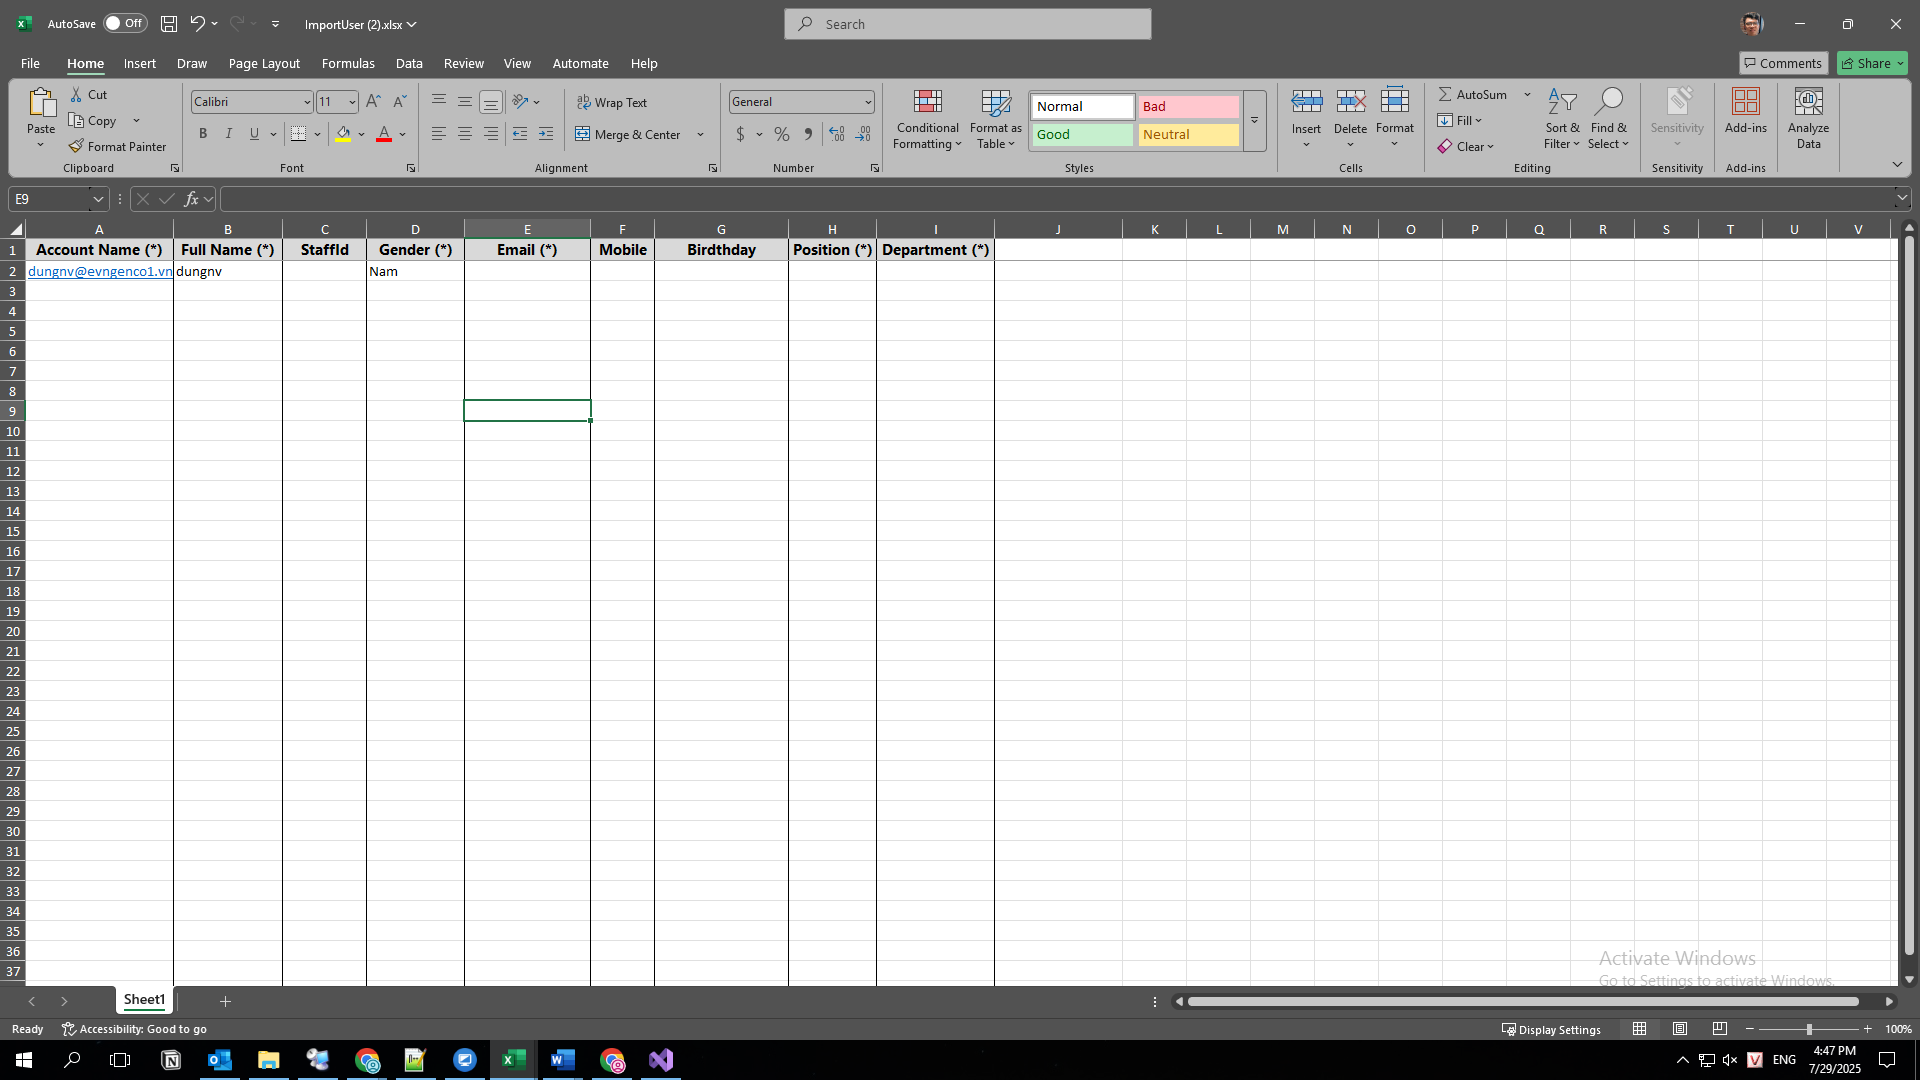 AutoSave Off ImportUser (2).xlsx Search
File Home Insert Draw Page Layout Formulas Data Review View Automate Help Comments Share
Paste Cut Copy Format Painter Clipboard
Calibri 11 B I U A Font
Wrap Text Merge & Center Alignment
General $ % Number
Conditional Formatting Format as Table Normal Bad Good Neutral Styles
Insert Delete Format Cells
AutoSum Fill Clear Sort & Filter Find & Select Editing
Sensitivity Sensitivity
Add-ins Add-ins
Analyze Data
E9 fx
A B C D E F G H I J K L M N O P Q R S T U V
1 Account Name (*) Full Name (*) StaffId Gender (*) Email (*) Mobile Birdthday Position (*) Department (*)
2 dungnv@evngenco1.vn dungnv Nam
3
4
5
6
7
8
9
10
11
12
13
14
15
16
17
18
19
20
21
22
23
24
25
26
27
28
29
30
31
32
33
34
35
36
37
Activate Windows
Go to Settings to activate Windows.
Sheet1
Ready Accessibility: Good to go Display Settings 100%
ENG 4:47 PM
7/29/2025